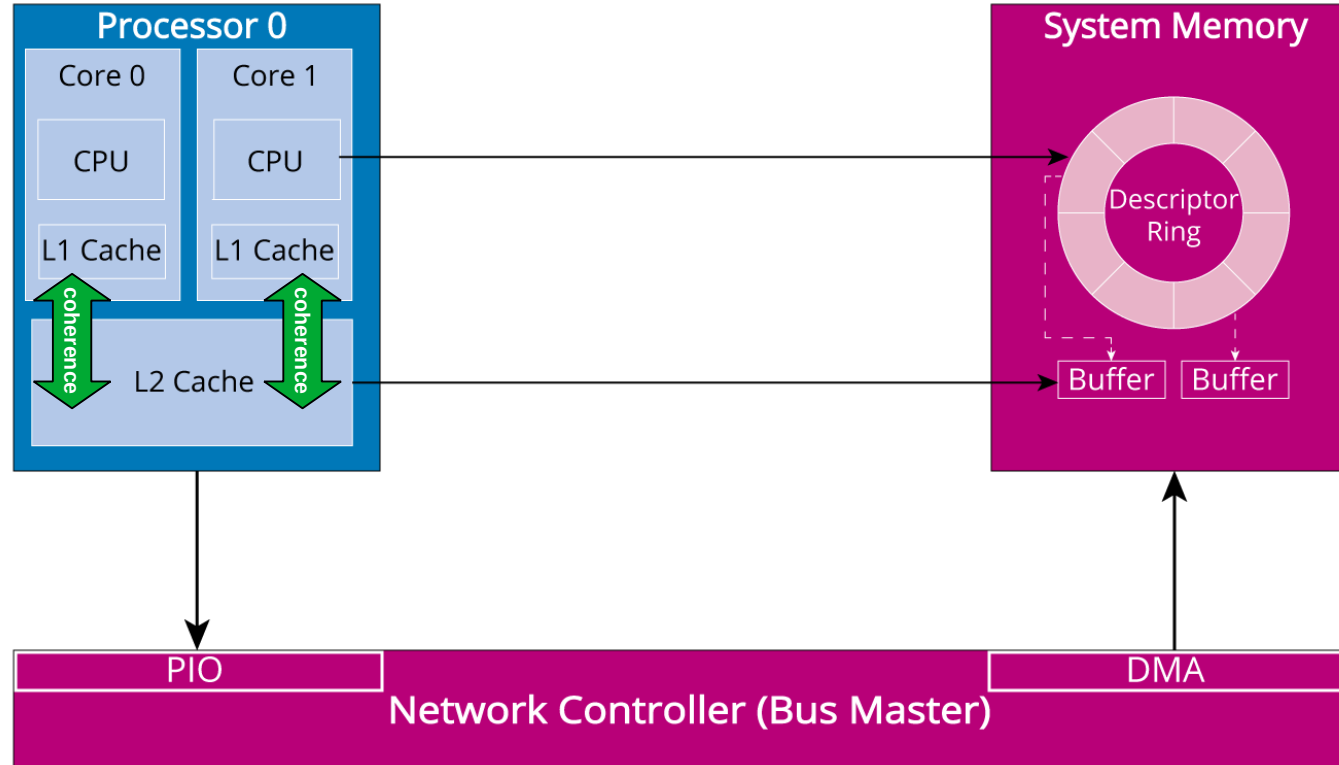 Processor 0
System Memory
Core 0
Core 1
CPU
CPU
L1 Cache
L1 Cache
coherence
coherence
L2 Cache
Descriptor
Ring
Buffer
Buffer
PIO
DMA
Network Controller (Bus Master)